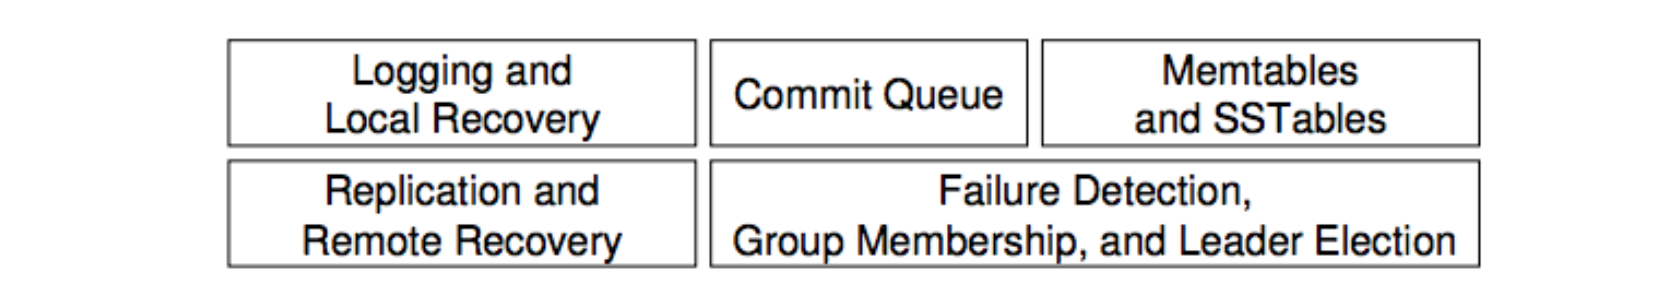 Logging and
Local Recovery
Commit Queue
Memtables
and SSTables
Replication and
Remote Recovery
Failure Detection,
Group Membership, and Leader Election